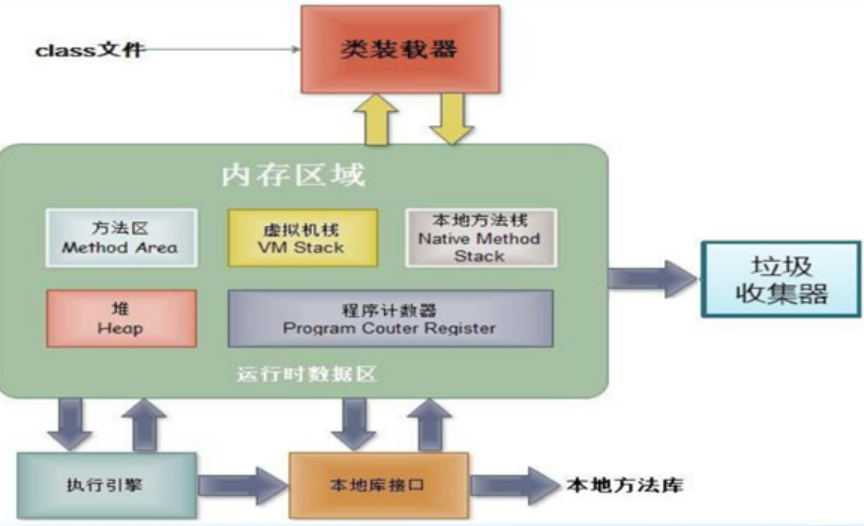 class文件
类装载器
内存区域
方法区
Method Area
虚拟机栈
VM Stack
本地方法栈
Native Method
Stack
堆
Heap
程序计数器
Program Couter Register
运行时数据区
垃圾
收集器
执行引擎
本地库接口
本地方法库